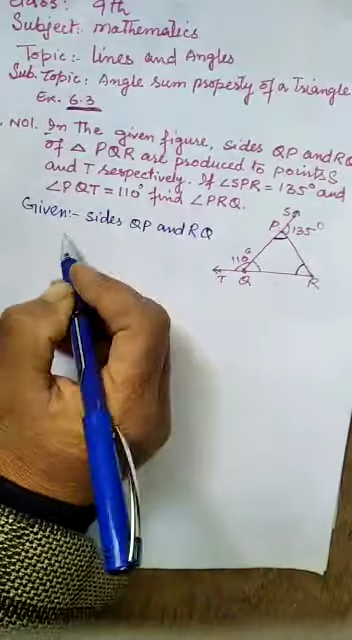 Class: 9th
Subject: mathematics
Topic:- lines and Angles
Sub. Topic: Angle sum property of a Triangle
Ex. 6.3
No1. In the given figure, sides QP and RQ
of △ PQR are produced to points S
and T respectively. If ∠SPR = 135° and
∠PQT = 110° find ∠PRQ.
Given:- sides QP and RQ
S
P 135°
110
T Q R